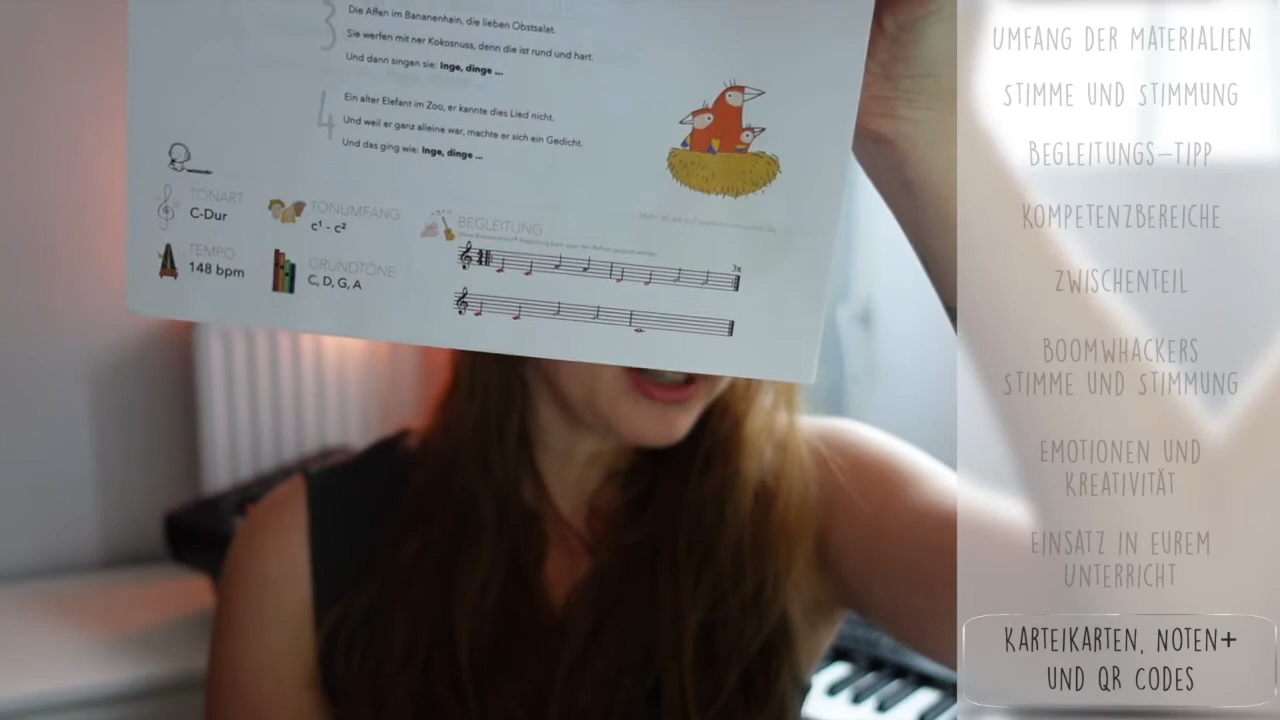 3
Die Affen im Bananenhain, die lieben Obstsalat.
Sie werfen mit ner Kokosnuss, denn die ist rund und hart.
Und dann singen sie: Inge, dinge ...
4
Ein alter Elefant im Zoo, er kannte dies Lied nicht.
Und weil er ganz alleine war, machte er sich ein Gedicht.
Und das ging wie: Inge, dinge ...
TONART
C-Dur
TONUMFANG
c¹ - c²
BEGLEITUNG
TEMPO
148 bpm
GRUNDTÖNE
C, D, G, A
3x
UMFANG DER MATERIALIEN
STIMME UND STIMMUNG
BEGLEITUNGS-TIPP
KOMPETENZBEREICHE
ZWISCHENTEIL
BOOMWHACKERS
STIMME UND STIMMUNG
EMOTIONEN UND
KREATIVITÄT
EINSATZ IN EUREM
UNTERRICHT
KARTEIKARTEN, NOTEN+
UND QR CODES